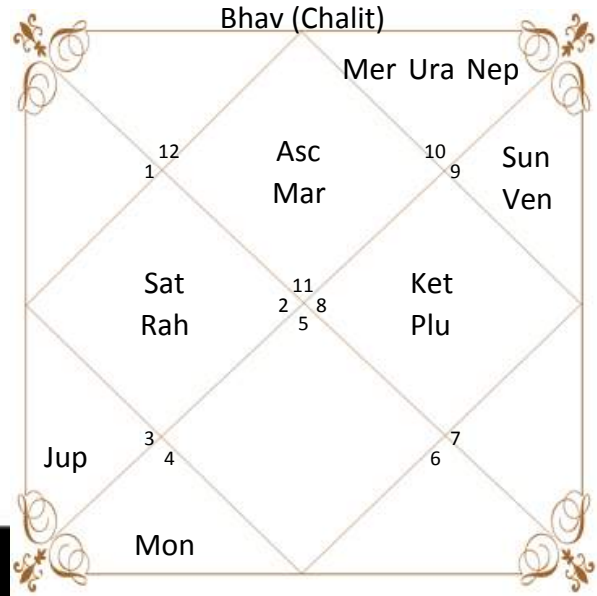 Bhav (Chalit)
Mer Ura Nep
12
1
Asc
Mar
10
9
Sun
Ven
Sat
Rah
11
2 8
5
Ket
Plu
Jup
3
4
7
6
Mon